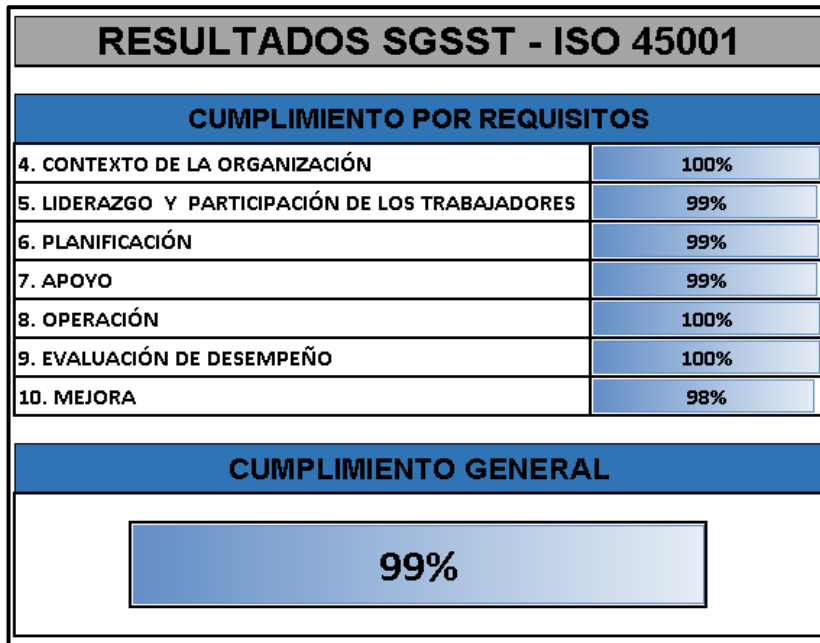 RESULTADOS SGSST - ISO 45001
CUMPLIMIENTO POR REQUISITOS
4. CONTEXTO DE LA ORGANIZACIÓN 100%
5. LIDERAZGO Y PARTICIPACIÓN DE LOS TRABAJADORES 99%
6. PLANIFICACIÓN 99%
7. APOYO 99%
8. OPERACIÓN 100%
9. EVALUACIÓN DE DESEMPEÑO 100%
10. MEJORA 98%
CUMPLIMIENTO GENERAL
99%